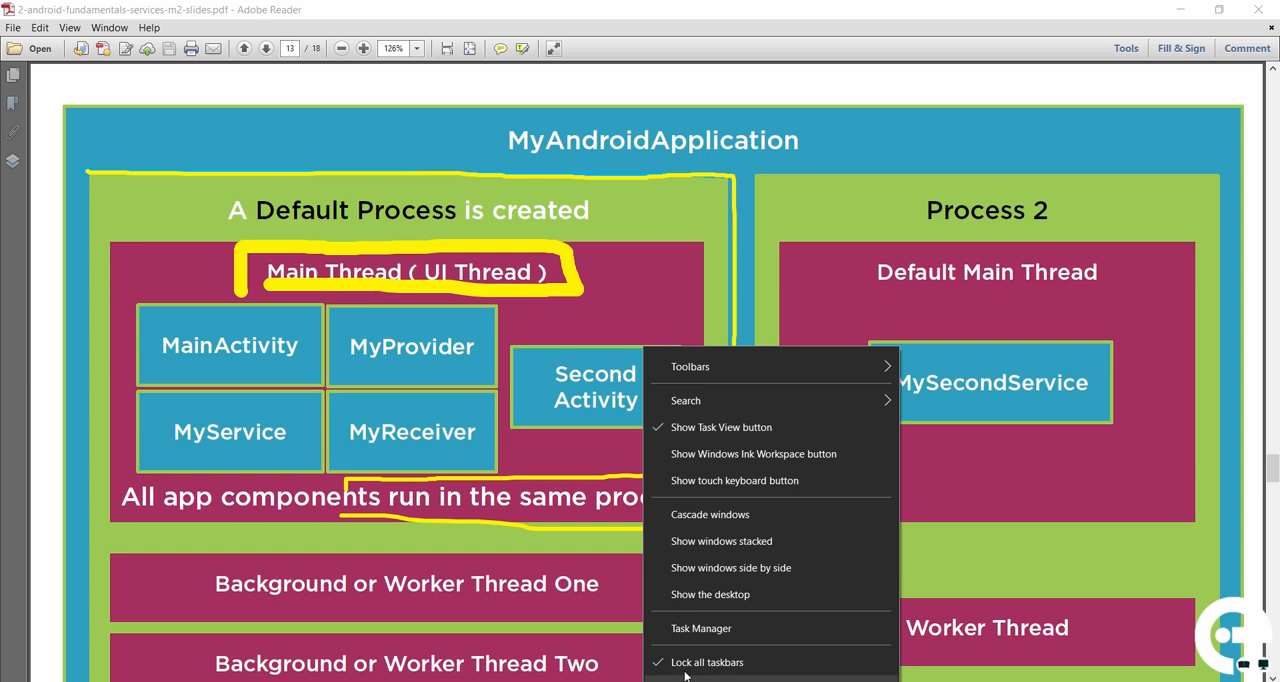 2-android-fundamentals-services-m2-slides.pdf - Adobe Reader
File Edit View Window Help
Open 13 / 18 126% Tools Fill & Sign Comment
MyAndroidApplication
A Default Process is created
Process 2
Main Thread ( UI Thread )
Default Main Thread
MainActivity
MyProvider
Second
Activity
MySecondService
MyService
MyReceiver
All app components run in the same pro
Background or Worker Thread One
Background or Worker Thread Two
Worker Thread
Toolbars
Search
Show Task View button
Show Windows Ink Workspace button
Show touch keyboard button
Cascade windows
Show windows stacked
Show windows side by side
Show the desktop
Task Manager
Lock all taskbars